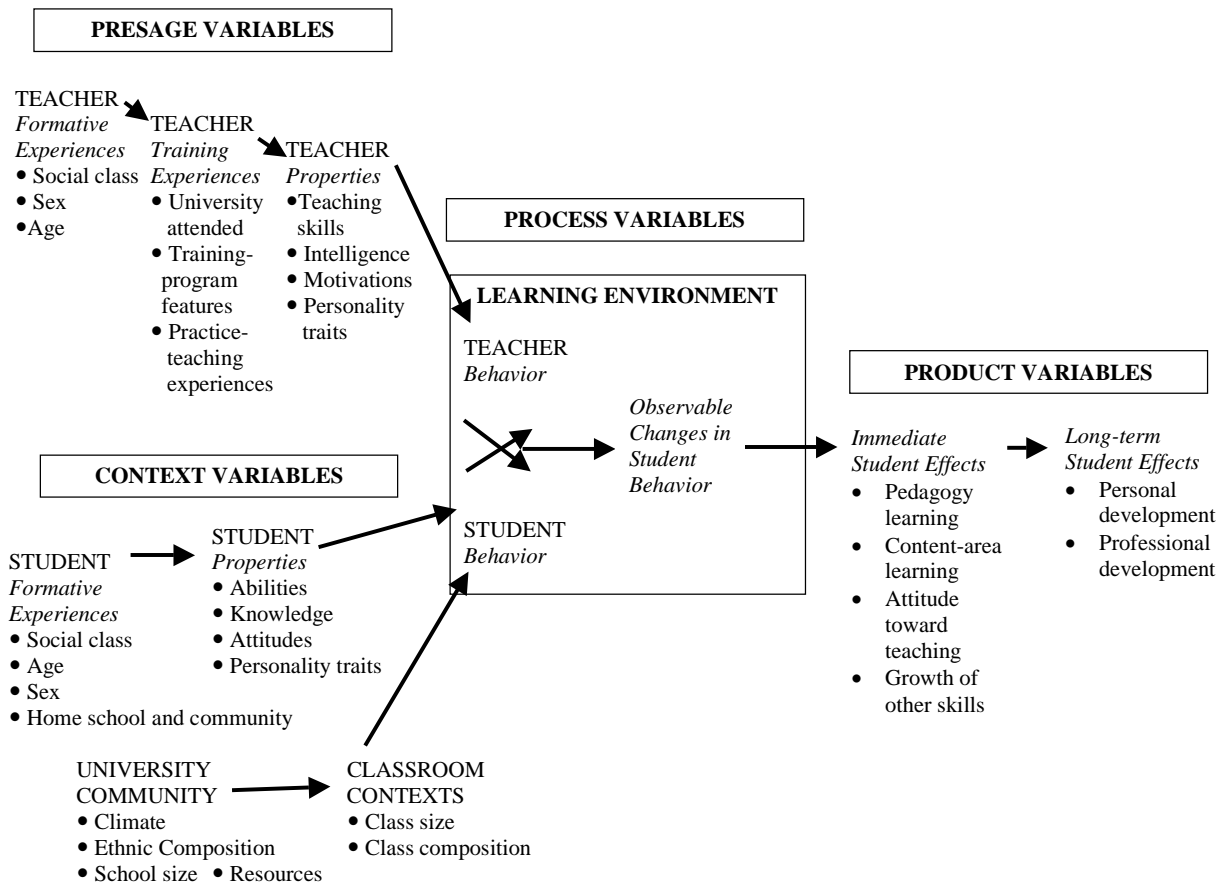 PRESAGE VARIABLES
TEACHER
Formative
Experiences
• Social class
• Sex
•Age
TEACHER
Training
Experiences
• University
attended
• Training-
program
features
• Practice-
teaching
experiences
TEACHER
Properties
•Teaching
skills
• Intelligence
• Motivations
• Personality
traits
PROCESS VARIABLES
LEARNING ENVIRONMENT
TEACHER
Behavior
Observable
Changes in
Student
Behavior
STUDENT
Behavior
PRODUCT VARIABLES
Immediate
Student Effects
• Pedagogy
learning
• Content-area
learning
• Attitude
toward
teaching
• Growth of
other skills
Long-term
Student Effects
• Personal
development
• Professional
development
CONTEXT VARIABLES
STUDENT
Formative
Experiences
• Social class
• Age
• Sex
• Home school and community
STUDENT
Properties
• Abilities
• Knowledge
• Attitudes
• Personality traits
UNIVERSITY
COMMUNITY
• Climate
• Ethnic Composition
• School size • Resources
CLASSROOM
CONTEXTS
• Class size
• Class composition